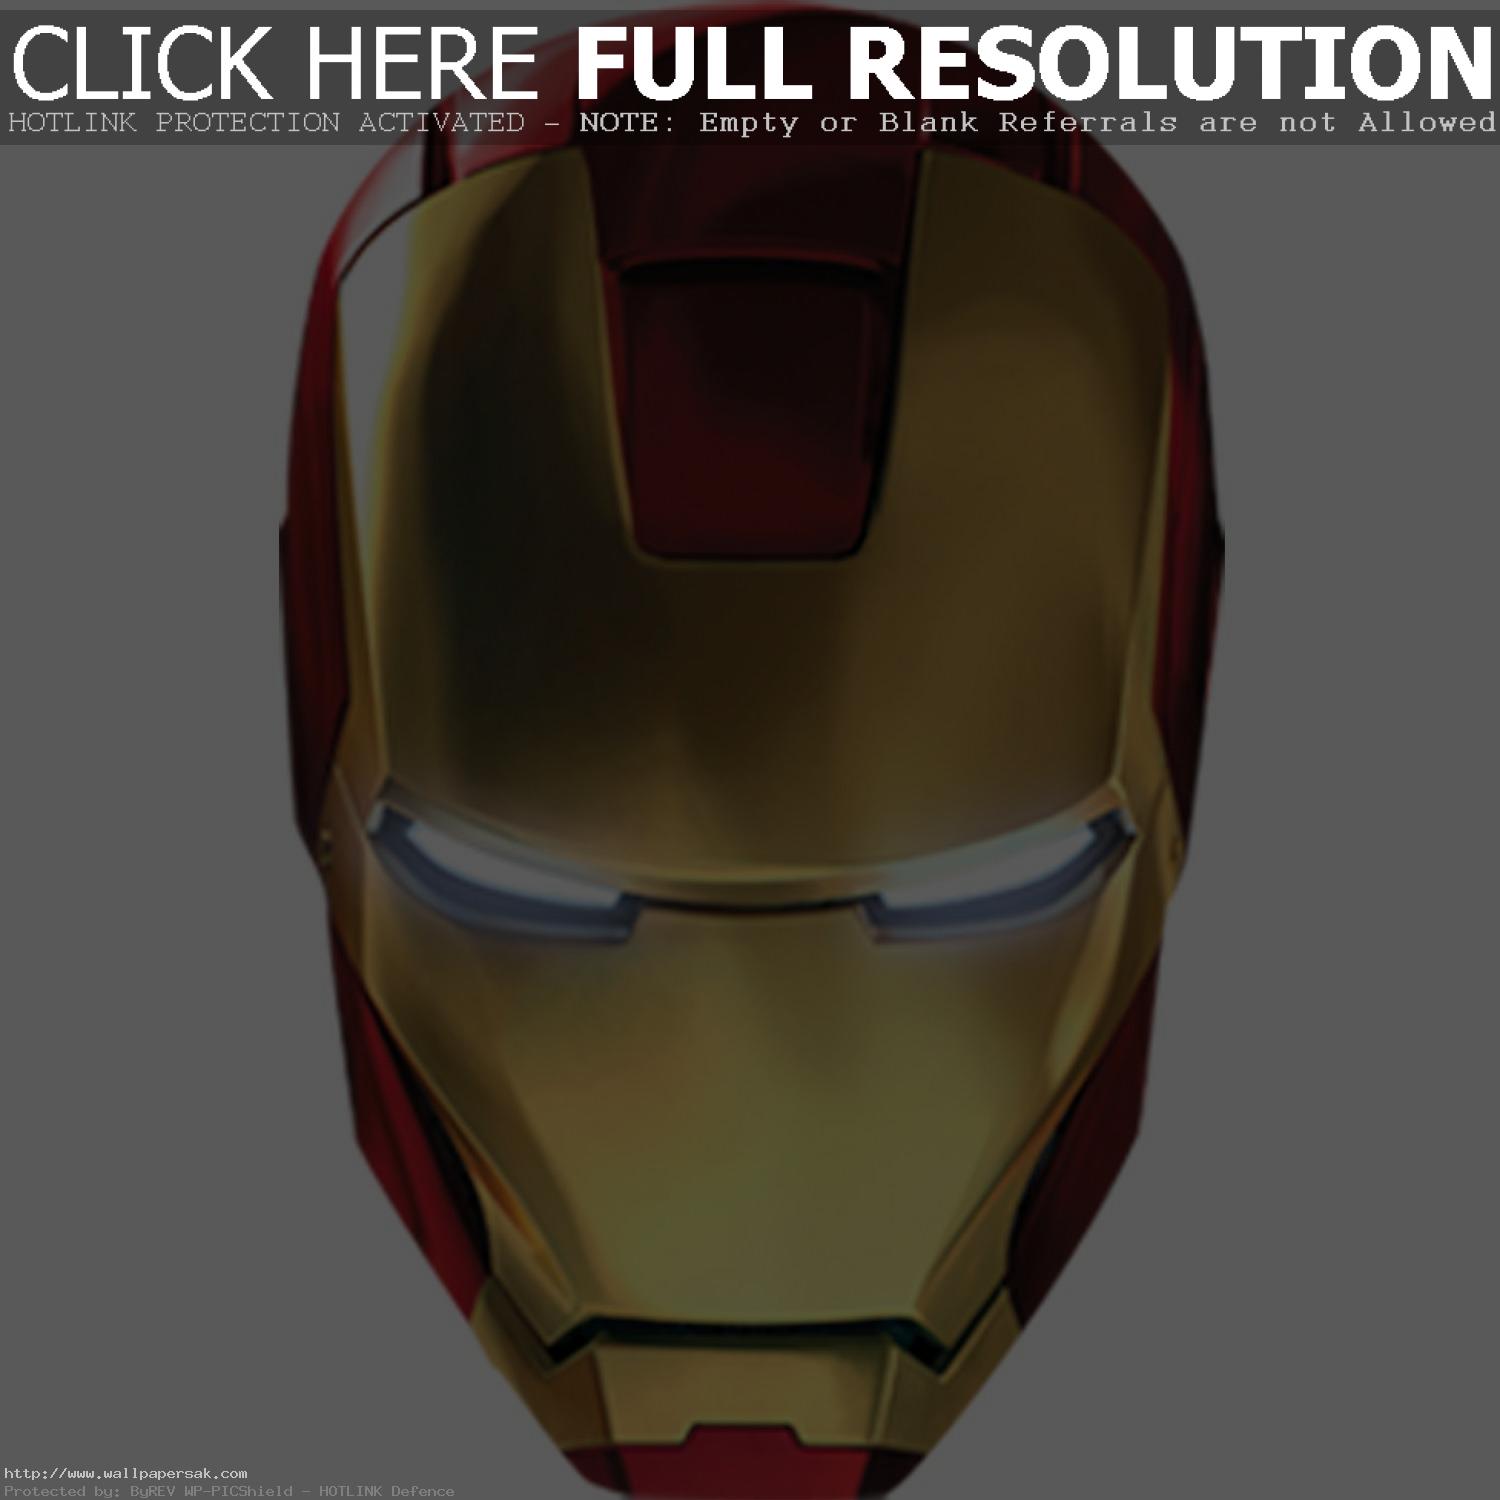 CLICK HERE FULL RESOLUTION
HOTLINK PROTECTION ACTIVATED - NOTE: Empty or Blank Referrals are not Allowed
http://www.wallpapersak.com
Protected by: ByREV WP-PICShield - HOTLINK Defence